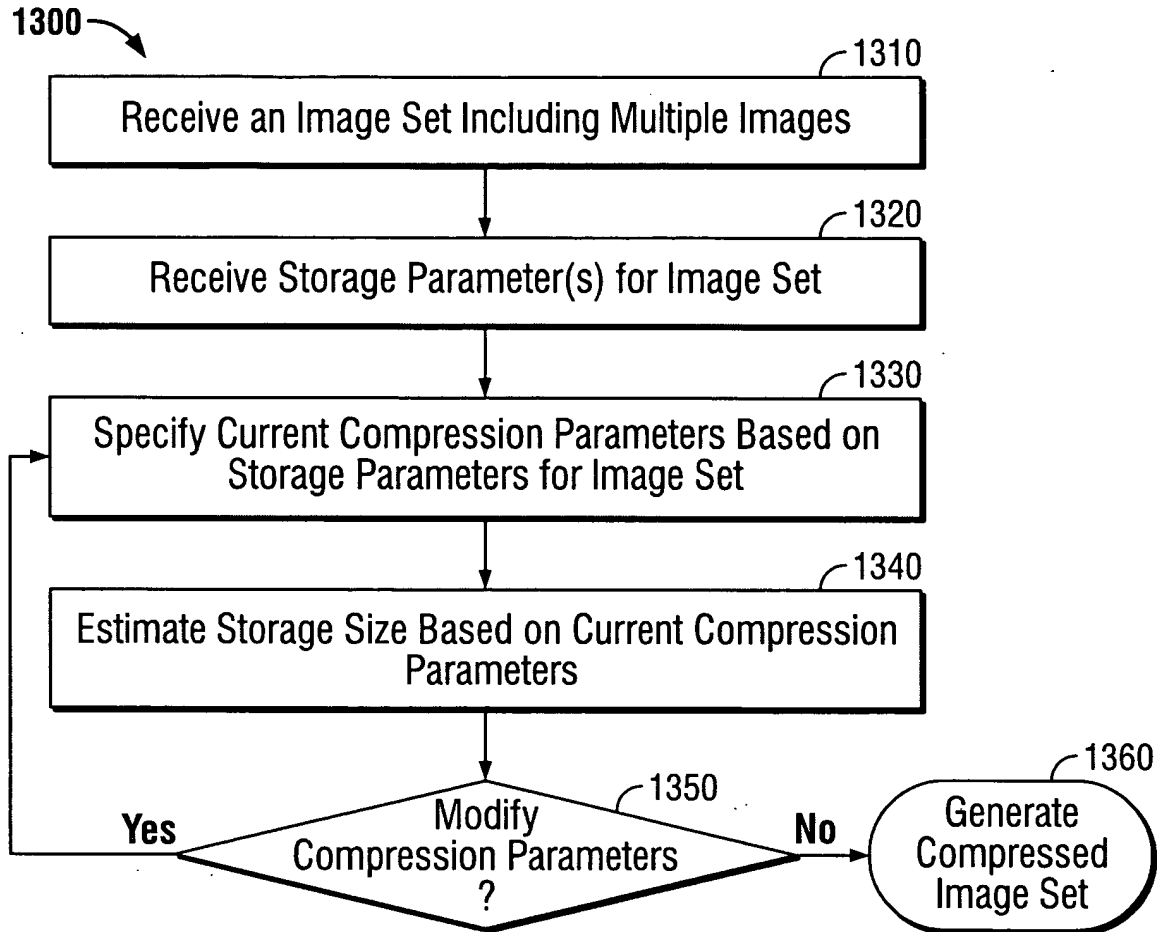 1300
1310
Receive an Image Set Including Multiple Images
1320
Receive Storage Parameter(s) for Image Set
1330
Specify Current Compression Parameters Based on
Storage Parameters for Image Set
1340
Estimate Storage Size Based on Current Compression
Parameters
1350
Modify
Compression Parameters
?
Yes
No
1360
Generate
Compressed
Image Set